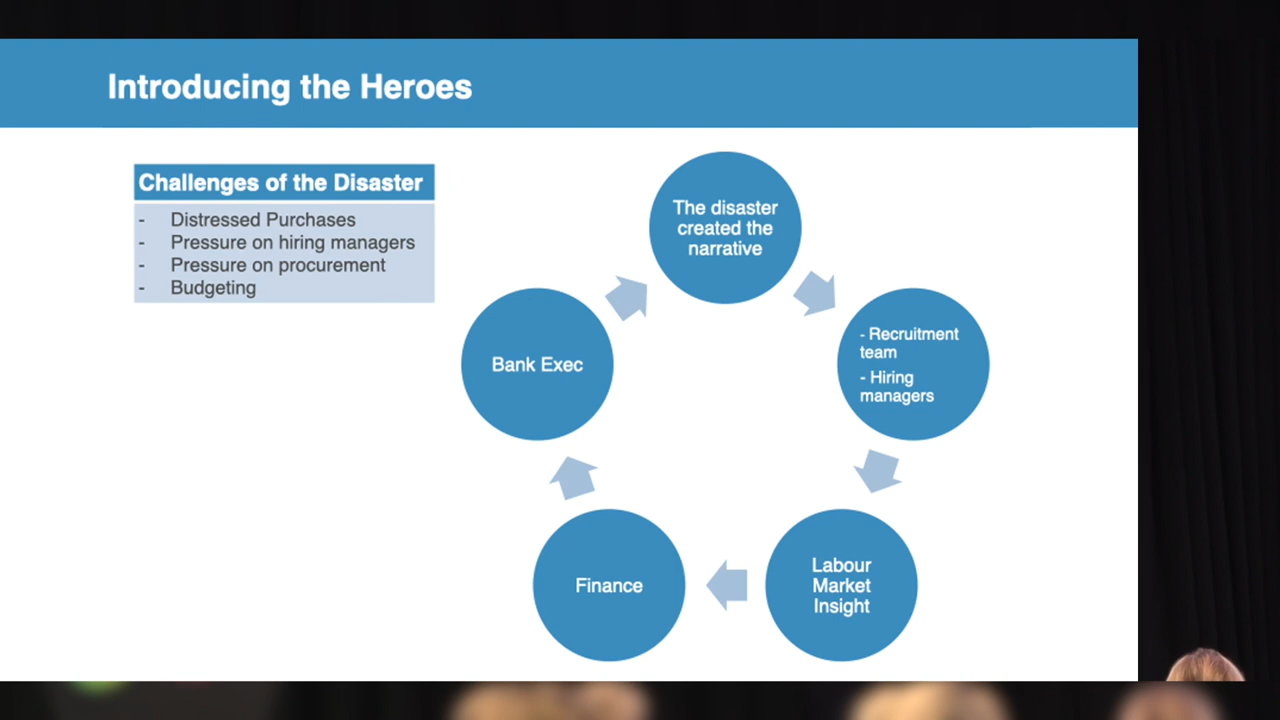 Introducing the Heroes
Challenges of the Disaster
- Distressed Purchases
- Pressure on hiring managers
- Pressure on procurement
- Budgeting
The disaster
created the
narrative
- Recruitment
team
- Hiring
managers
Labour
Market
Insight
Finance
Bank Exec